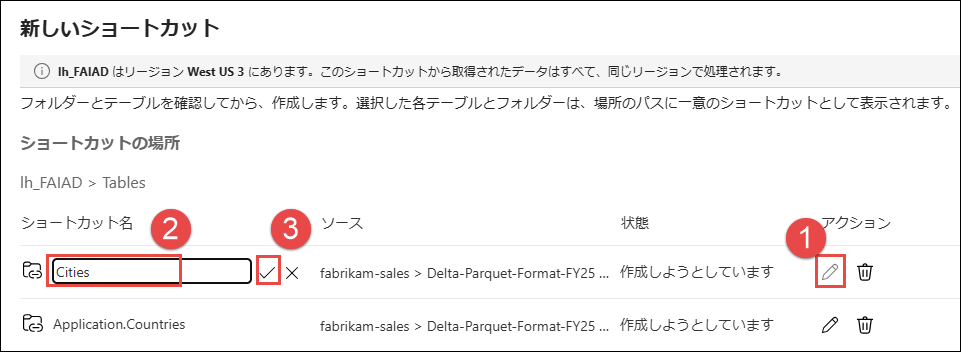 新しいショートカット
lh_FAIAD はリージョン West US 3 にあります。このショートカットから取得されたデータはすべて、同じリージョンで処理されます。
フォルダーとテーブルを確認してから、作成します。選択した各テーブルとフォルダーは、場所のパスに一意のショートカットとして表示されます。
ショートカットの場所
lh_FAIAD > Tables
ショートカット名 2 3 ソース 状態 1 アクション
Cities fabrikam-sales > Delta-Parquet-Format-FY25 ... 作成しようとしています
Application.Countries fabrikam-sales > Delta-Parquet-Format-FY25 ... 作成しようとしています